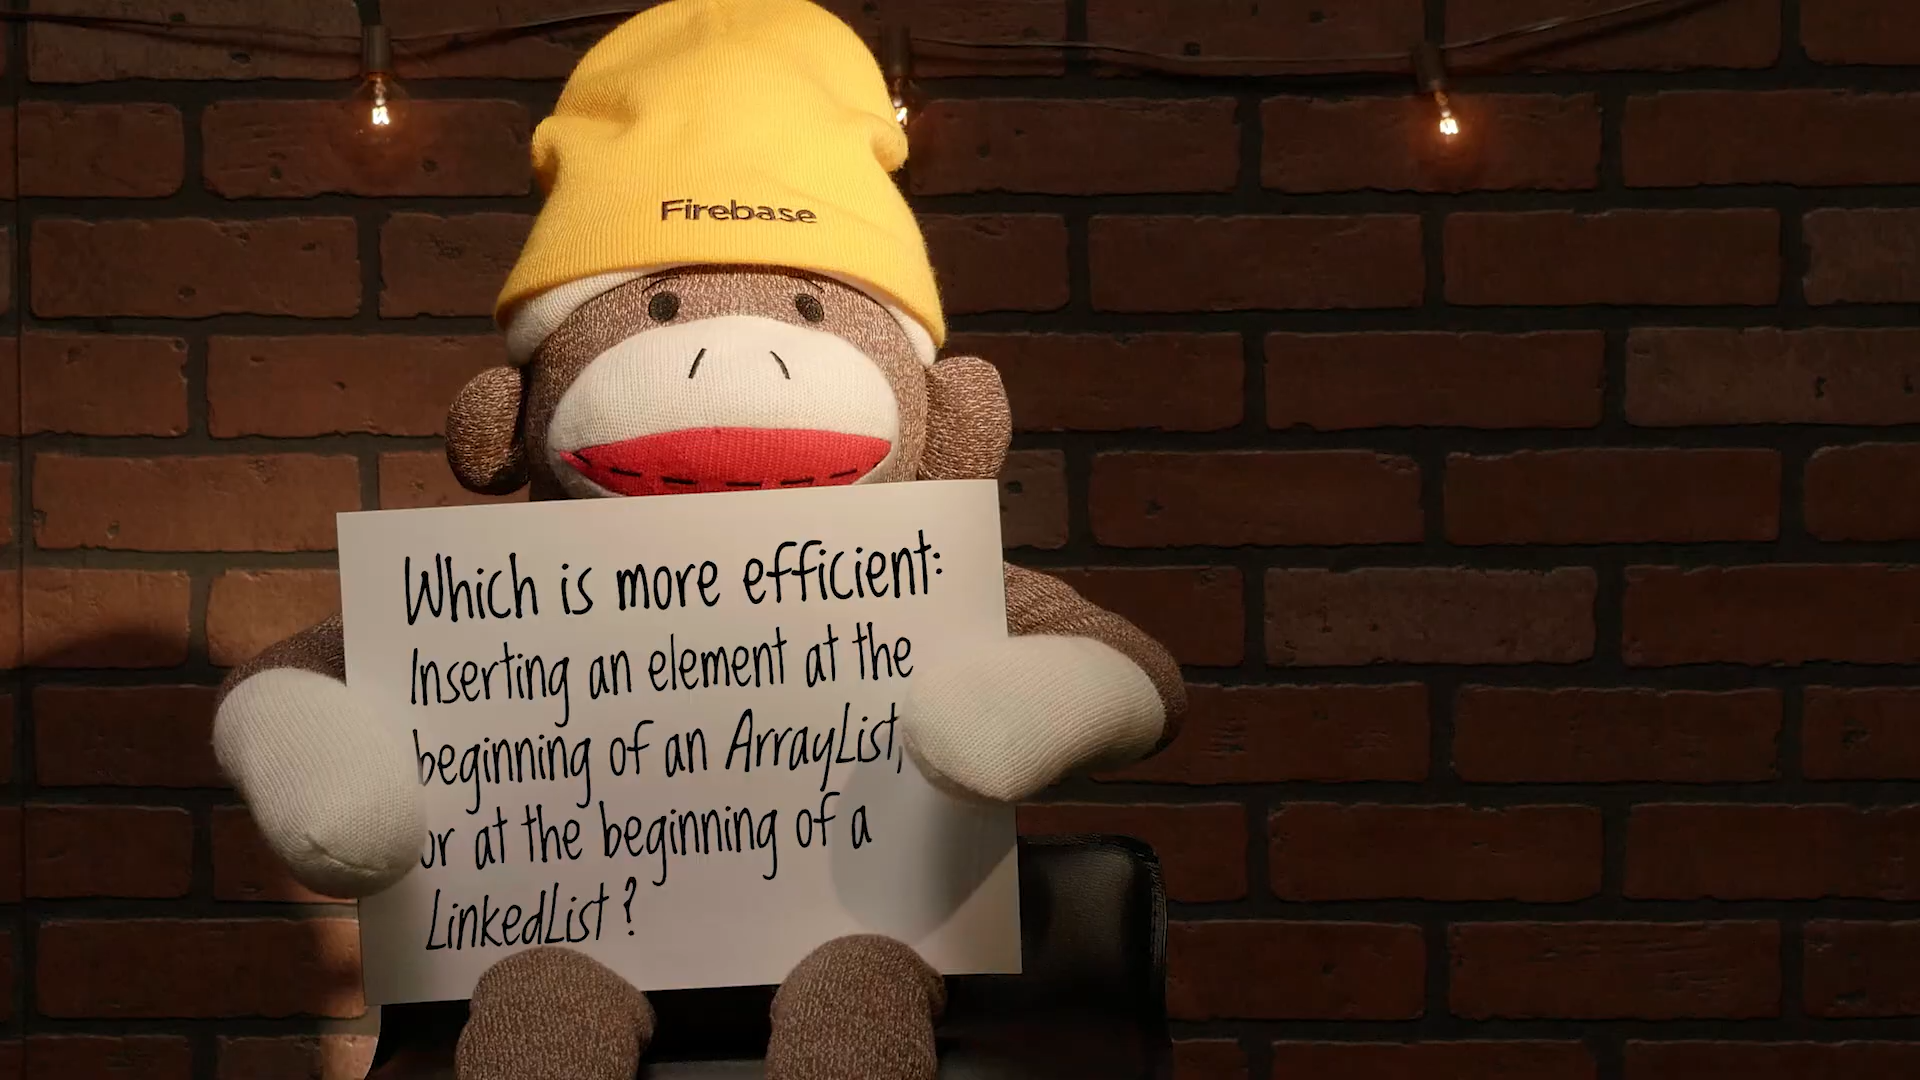 Firebase
Which is more efficient:
Inserting an element at the
beginning of an ArrayList,
or at the beginning of a
LinkedList?